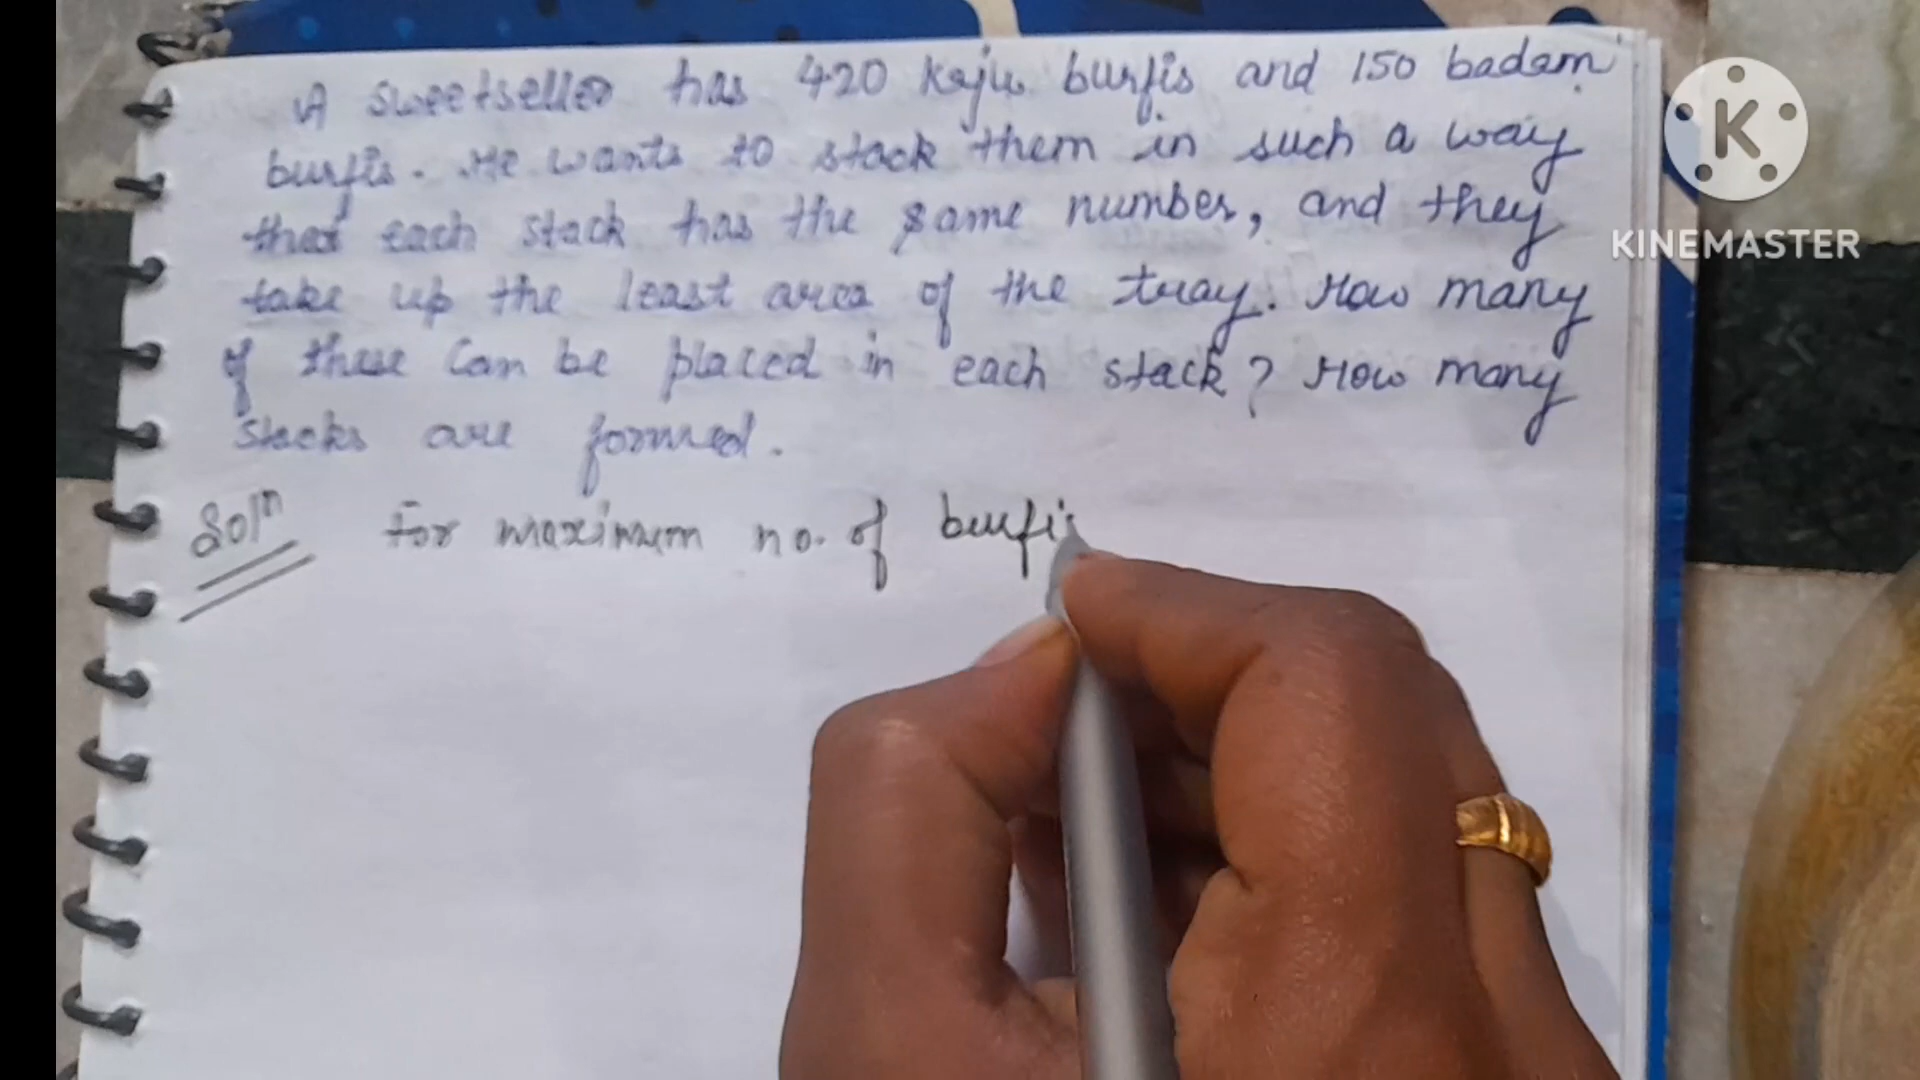 A sweetseller has 420 kaju burfis and 150 badam
burfis. He wants to stack them in such a way
that each stack has the same number, and they
take up the least area of the tray. How many
of these can be placed in each stack? How many
stacks are formed.
Solⁿ For maximum no. of burfis
K
KINEMASTER